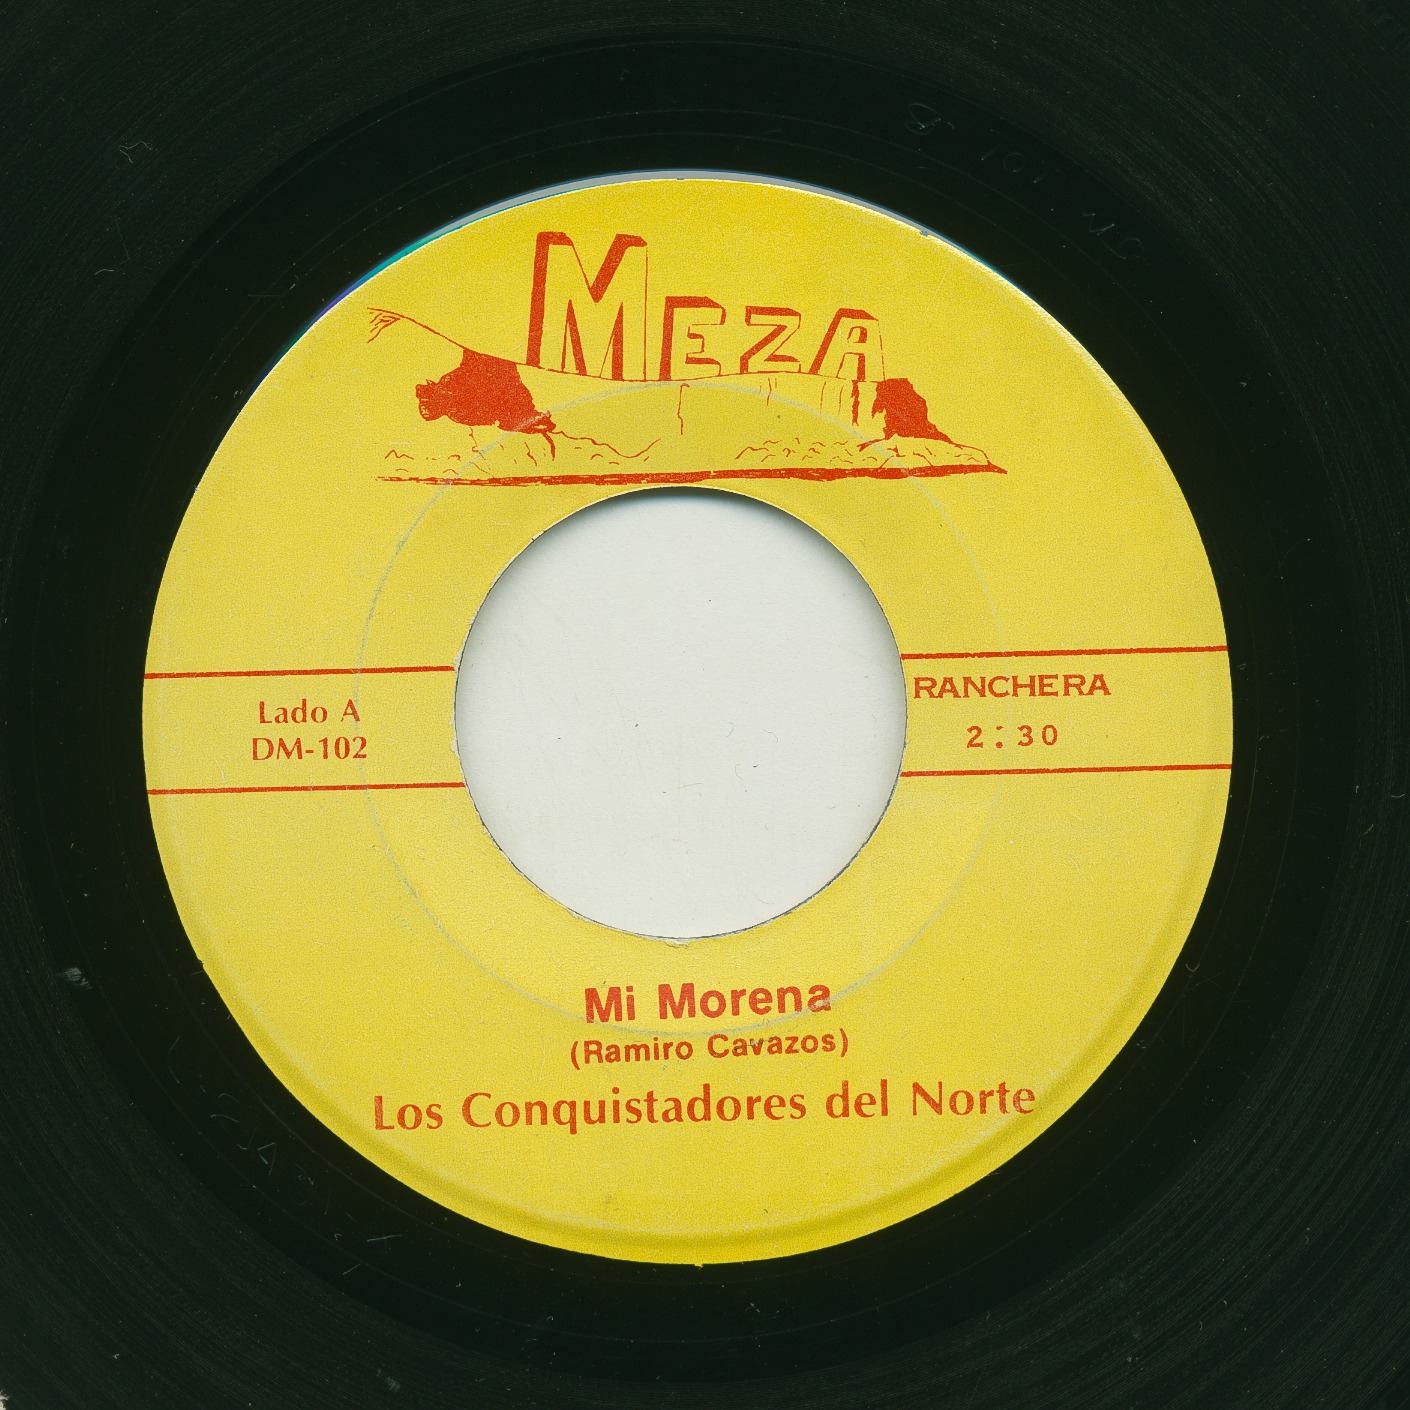 MEZA
Lado A
DM-102
RANCHERA
2:30
Mi Morena
(Ramiro Cavazos)
Los Conquistadores del Norte